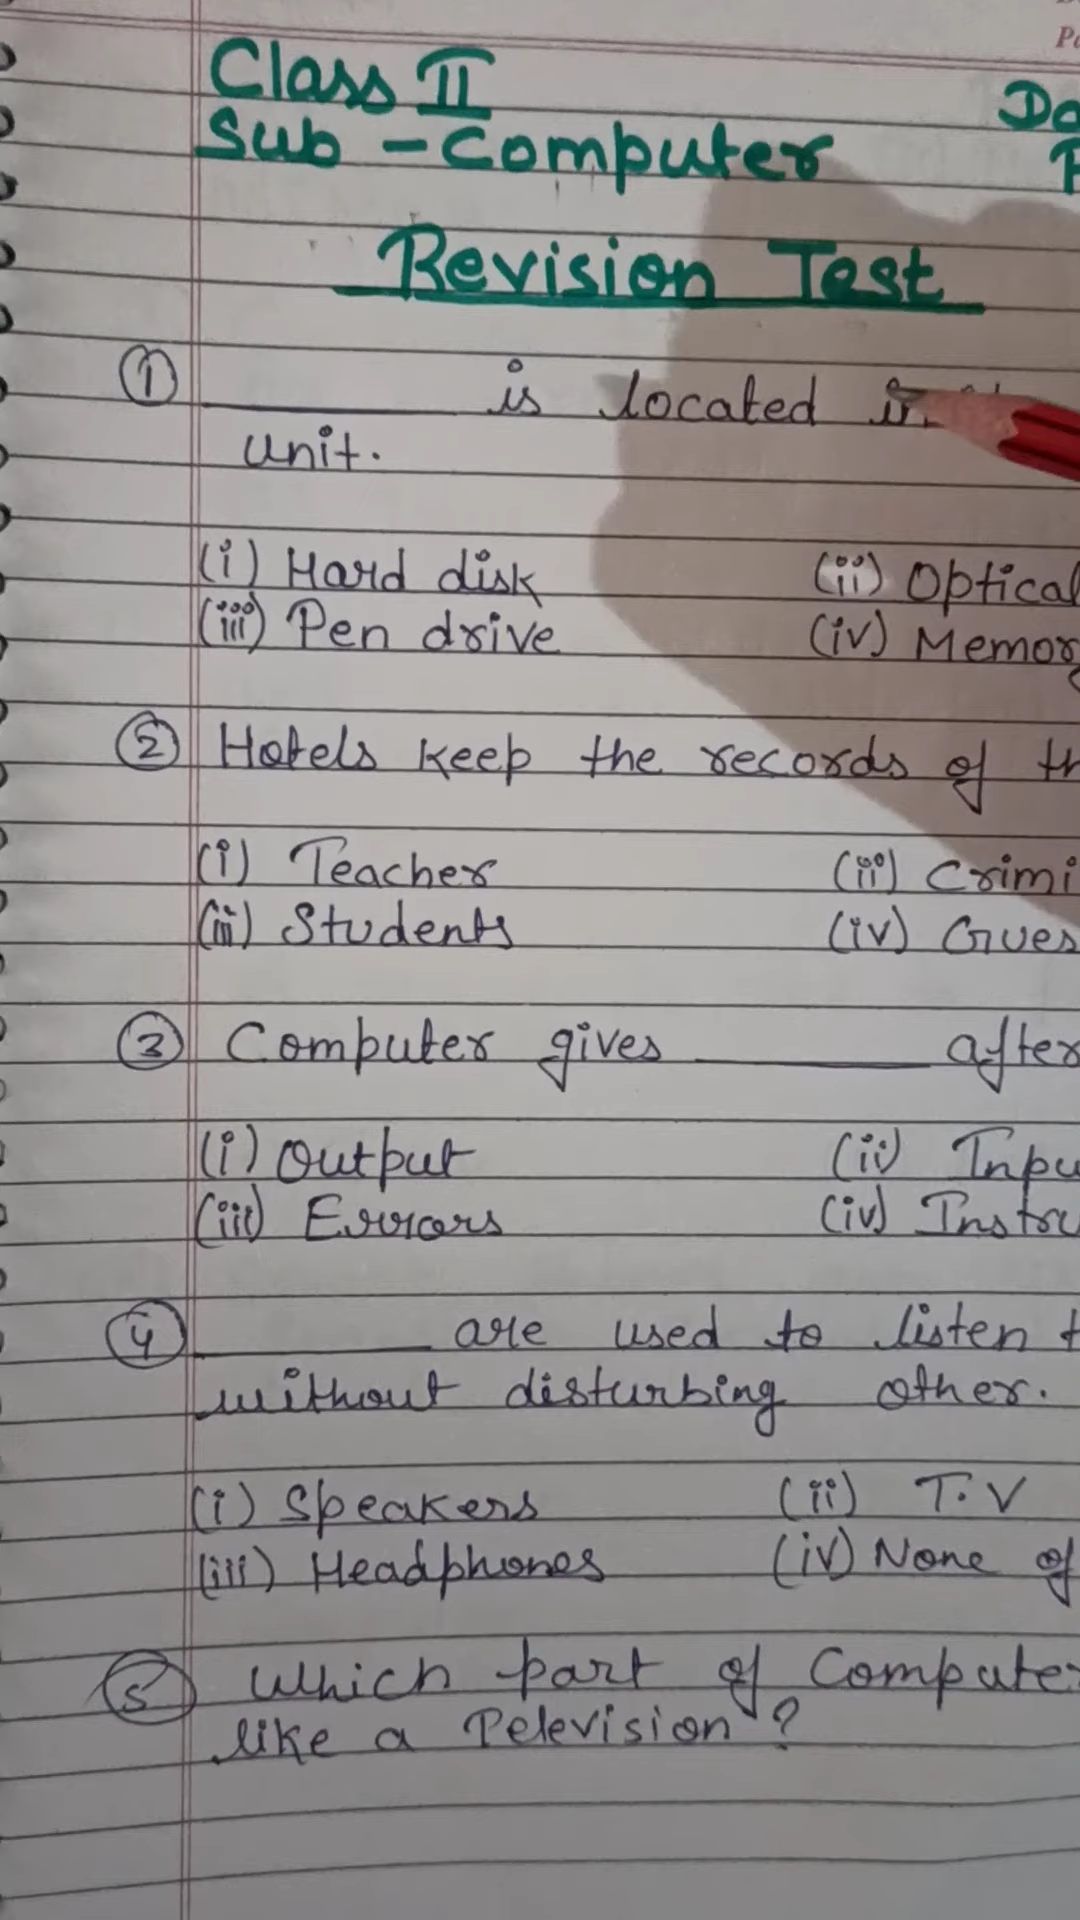 Class II
Sub - Computer
Revision Test
① ______ is located in
unit.
(i) Hard disk (ii) Optical
(iii) Pen drive (iv) Memor
② Hotels keep the records of th
(i) Teacher (ii) Crimi
(iii) Students (iv) Gues
③ Computer gives ______ after
(i) Output (ii) Inpu
(iii) Errors (iv) Instru
④ ______ are used to listen t
without disturbing other.
(i) Speakers (ii) T.V
(iii) Headphones (iv) None of
⑤ Which part of Compute
like a Television ?